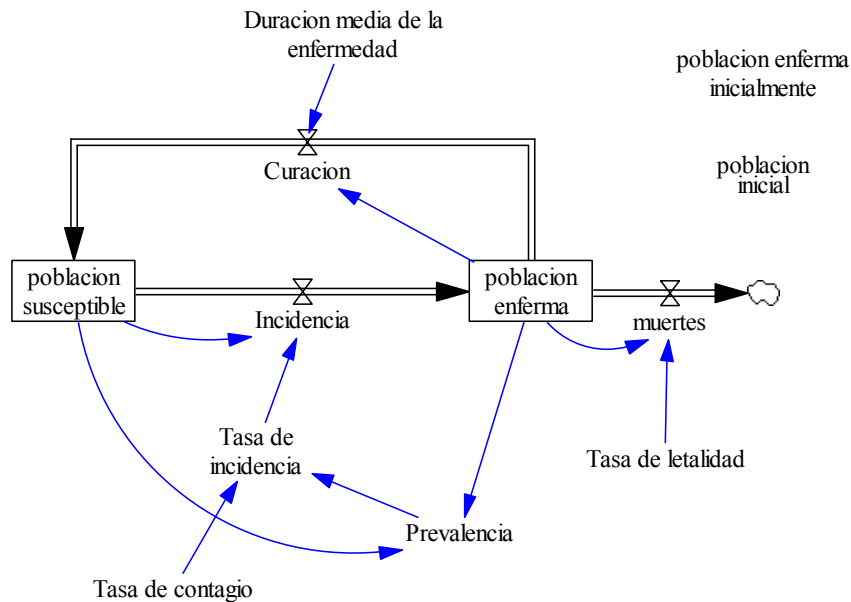 Duracion media de la
enfermedad
poblacion enferma
inicialmente
Curacion
poblacion
inicial
poblacion
susceptible
Incidencia
poblacion
enferma
muertes
Tasa de
incidencia
Tasa de letalidad
Prevalencia
Tasa de contagio